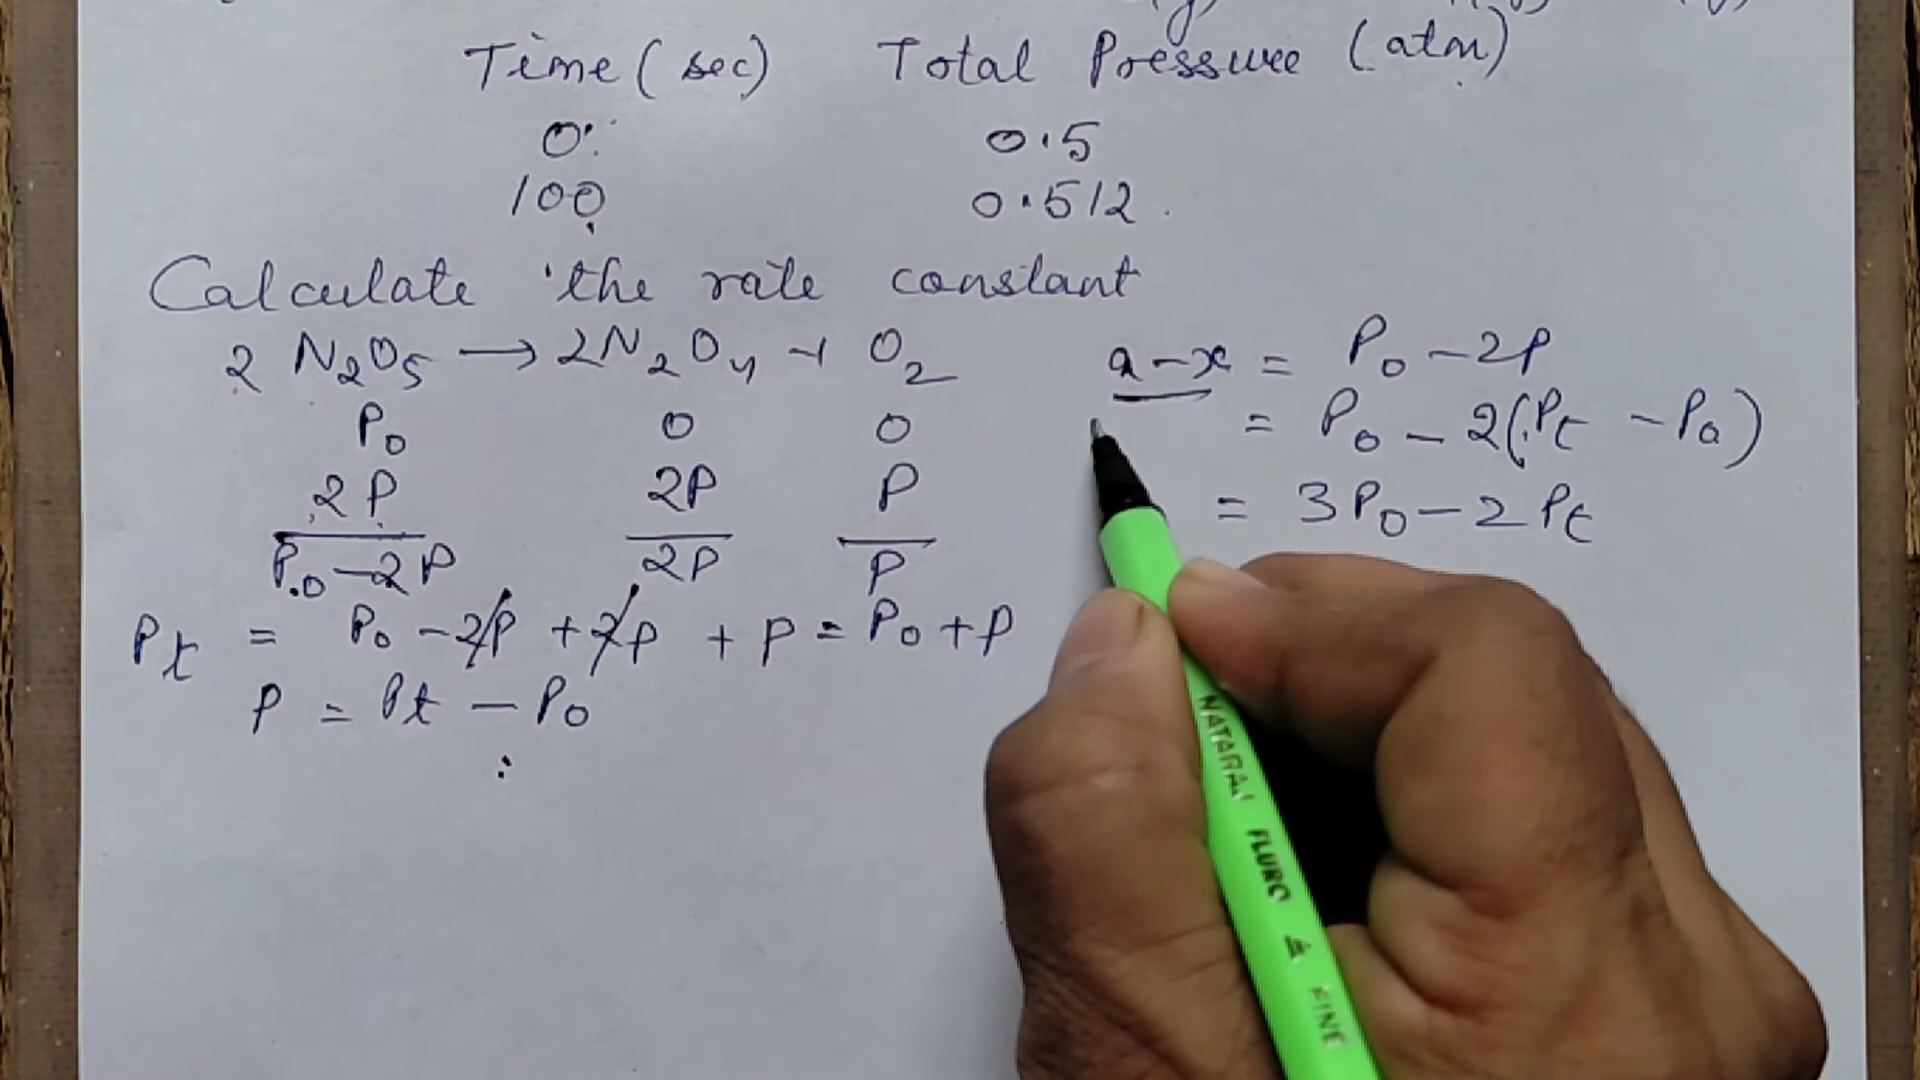 Time (sec) Total Pressure (atm)
0 0.5
100 0.512
Calculate the rate constant
2 N₂O₅ → 2N₂O₄ + O₂
P₀ 0 0
2P 2P P
P₀ - 2P 2P P
Pt = P₀ - 2P + 2P + P = P₀ + P
P = Pt - P₀
a - x = P₀ - 2P
= P₀ - 2(Pt - P₀)
= 3P₀ - 2Pt
NATARAJ FLURO FINE